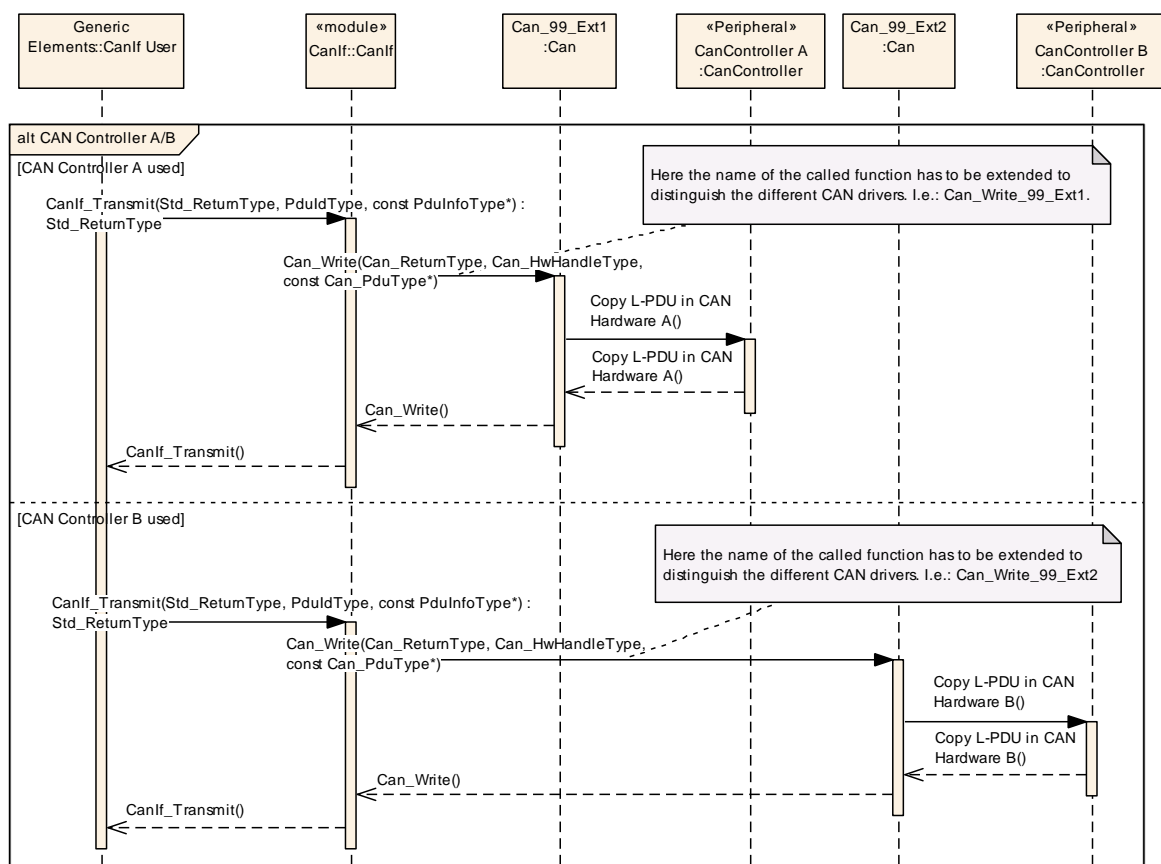 Generic
Elements::CanIf User
«module»
CanIf::CanIf
Can_99_Ext1
:Can
«Peripheral»
CanController A
:CanController
Can_99_Ext2
:Can
«Peripheral»
CanController B
:CanController
alt CAN Controller A/B
[CAN Controller A used]
Here the name of the called function has to be extended to
distinguish the different CAN drivers. I.e.: Can_Write_99_Ext1.
CanIf_Transmit(Std_ReturnType, PduIdType, const PduInfoType*) :
Std_ReturnType
Can_Write(Can_ReturnType, Can_HwHandleType,
const Can_PduType*)
Copy L-PDU in CAN
Hardware A()
Copy L-PDU in CAN
Hardware A()
Can_Write()
CanIf_Transmit()
[CAN Controller B used]
Here the name of the called function has to be extended to
distinguish the different CAN drivers. I.e.: Can_Write_99_Ext2
CanIf_Transmit(Std_ReturnType, PduIdType, const PduInfoType*) :
Std_ReturnType
Can_Write(Can_ReturnType, Can_HwHandleType,
const Can_PduType*)
Copy L-PDU in CAN
Hardware B()
Copy L-PDU in CAN
Hardware B()
Can_Write()
CanIf_Transmit()